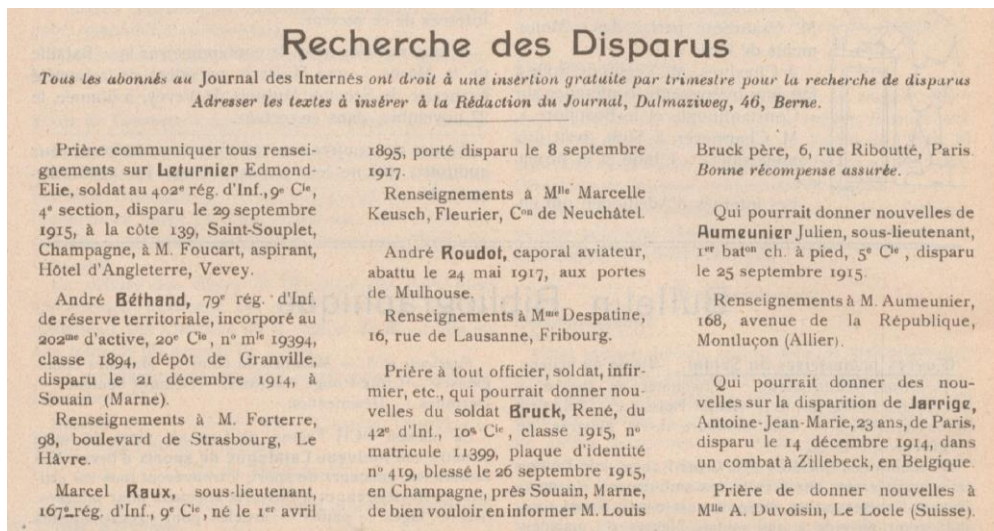 Recherche des Disparus
Tous les abonnés au Journal des Internés ont droit à une insertion gratuite par trimestre pour la recherche de disparus
Adresser les textes à insérer à la Rédaction du Journal, Dalmaziweg, 46, Berne.
Prière communiquer tous rensei-
gnements sur Leturnier Edmond-
Elie, soldat au 402e rég. d'Inf., 9e Cie,
4e section, disparu le 29 septembre
1915, à la côte 139, Saint-Souplet,
Champagne, à M. Foucart, aspirant,
Hôtel d'Angleterre, Vevey.
André Béthand, 79e rég. d'Inf.
de réserve territoriale, incorporé au
202me d'active, 20e Cie, no mle 19394,
classe 1894, dépôt de Granville,
disparu le 21 décembre 1914, à
Souain (Marne).
Renseignements à M. Forterre,
98, boulevard de Strasbourg, Le
Hâvre.
Marcel Raux, sous-lieutenant,
167e rég. d'Inf., 9e Cie, né le 1er avril
1895, porté disparu le 8 septembre
1917.
Renseignements à Mlle Marcelle
Keusch, Fleurier, Con de Neuchâtel.
André Roudot, caporal aviateur,
abattu le 24 mai 1917, aux portes
de Mulhouse.
Renseignements à Mme Despatine,
16, rue de Lausanne, Fribourg.
Prière à tout officier, soldat, infir-
mier, etc., qui pourrait donner nou-
velles du soldat Bruck, René, du
42e d'Inf., 10e Cie, classe 1915, no
matricule 11399, plaque d'identité
no 419, blessé le 26 septembre 1915,
en Champagne, près Souain, Marne,
de bien vouloir en informer M. Louis
Bruck père, 6, rue Riboutté, Paris.
Bonne récompense assurée.
Qui pourrait donner nouvelles de
Aumeunier Julien, sous-lieutenant,
1er baton ch. à pied, 5e Cie, disparu
le 25 septembre 1915.
Renseignements à M. Aumeunier,
168, avenue de la République,
Montluçon (Allier).
Qui pourrait donner des nou-
velles sur la disparition de Jarrige,
Antoine-Jean-Marie, 23 ans, de Paris,
disparu le 14 décembre 1914, dans
un combat à Zillebeck, en Belgique.
Prière de donner nouvelles à
Mlle A. Duvoisin, Le Locle (Suisse).